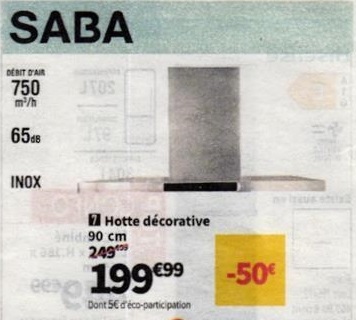 SABA
DÉBIT D'AIR
750
m³/h
65dB
INOX
7 Hotte décorative
90 cm
249€99
199€99
-50€
Dont 5€ d'éco-participation